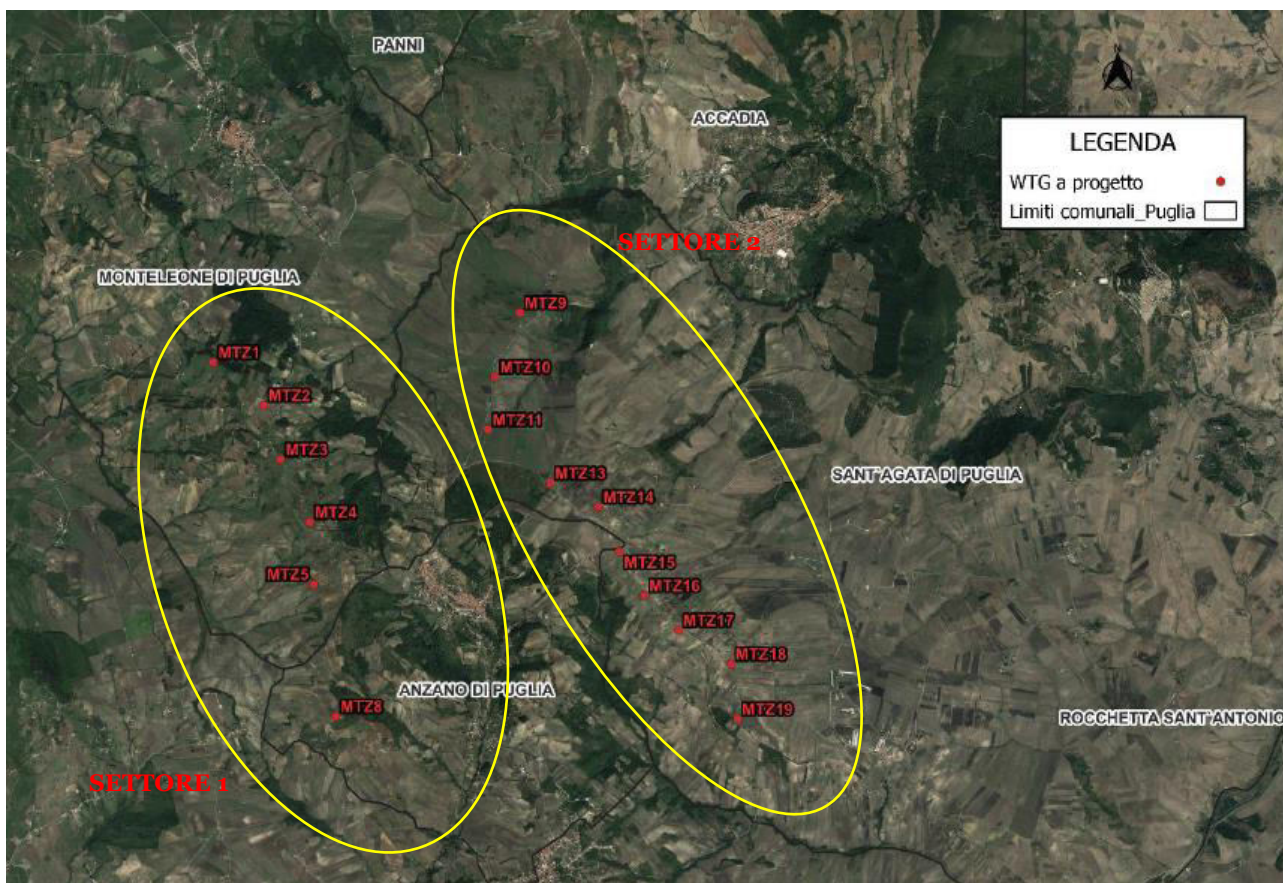 PANNI
ACCADIA
LEGENDA
WTG a progetto
Limiti comunali_Puglia
SETTORE 2
MONTELEONE DI PUGLIA
MTZ9
MTZ1
MTZ10
MTZ2
MTZ11
MTZ3
MTZ13
SANT'AGATA DI PUGLIA
MTZ14
MTZ4
MTZ15
MTZ5
MTZ16
MTZ17
MTZ18
ANZANO DI PUGLIA
MTZ8
MTZ19
ROCCHETTA SANT'ANTONIO
SETTORE 1